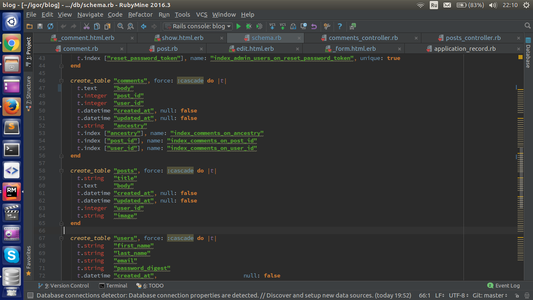 blog - [~/Igor/blog] - .../db/schema.rb - RubyMine 2016.3
Ru (83%) 22:10
File Edit View Navigate Code Refactor Run Tools VCS Window Help
Rails console: blog
_comment.html.erb show.html.erb schema.rb comments_controller.rb posts_controller.rb
comment.rb post.rb edit.html.erb _form.html.erb application_record.rb
t.index ["reset_password_token"], name: "index_admin_users_on_reset_password_token", unique: true
end
create_table "comments", force: :cascade do |t|
t.text "body"
t.integer "post_id"
t.integer "user_id"
t.datetime "created_at", null: false
t.datetime "updated_at", null: false
t.string "ancestry"
t.index ["ancestry"], name: "index_comments_on_ancestry"
t.index ["post_id"], name: "index_comments_on_post_id"
t.index ["user_id"], name: "index_comments_on_user_id"
end
create_table "posts", force: :cascade do |t|
t.string "title"
t.text "body"
t.datetime "created_at", null: false
t.datetime "updated_at", null: false
t.integer "user_id"
t.string "image"
end
create_table "users", force: :cascade do |t|
t.string "first_name"
t.string "last_name"
t.string "email"
t.string "password_digest"
t.datetime "created_at", null: false
1: Project
Structure
Favorites
Database
9: Version Control Terminal 6: TODO Event Log
Database connections detector: Database connection properties are detected. // Discover and setup new data sources. (today 19:52) 66:1 LF: UTF-8: Git: master